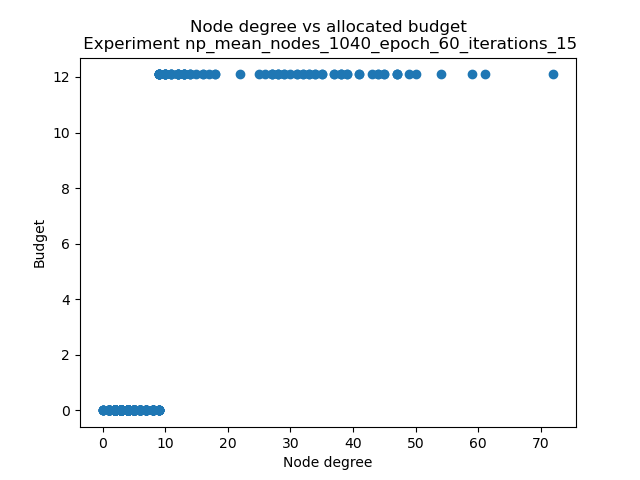 Node degree vs allocated budget
Experiment np_mean_nodes_1040_epoch_60_iterations_15
12
10
8
6
4
2
0
Budget
0 10 20 30 40 50 60 70
Node degree